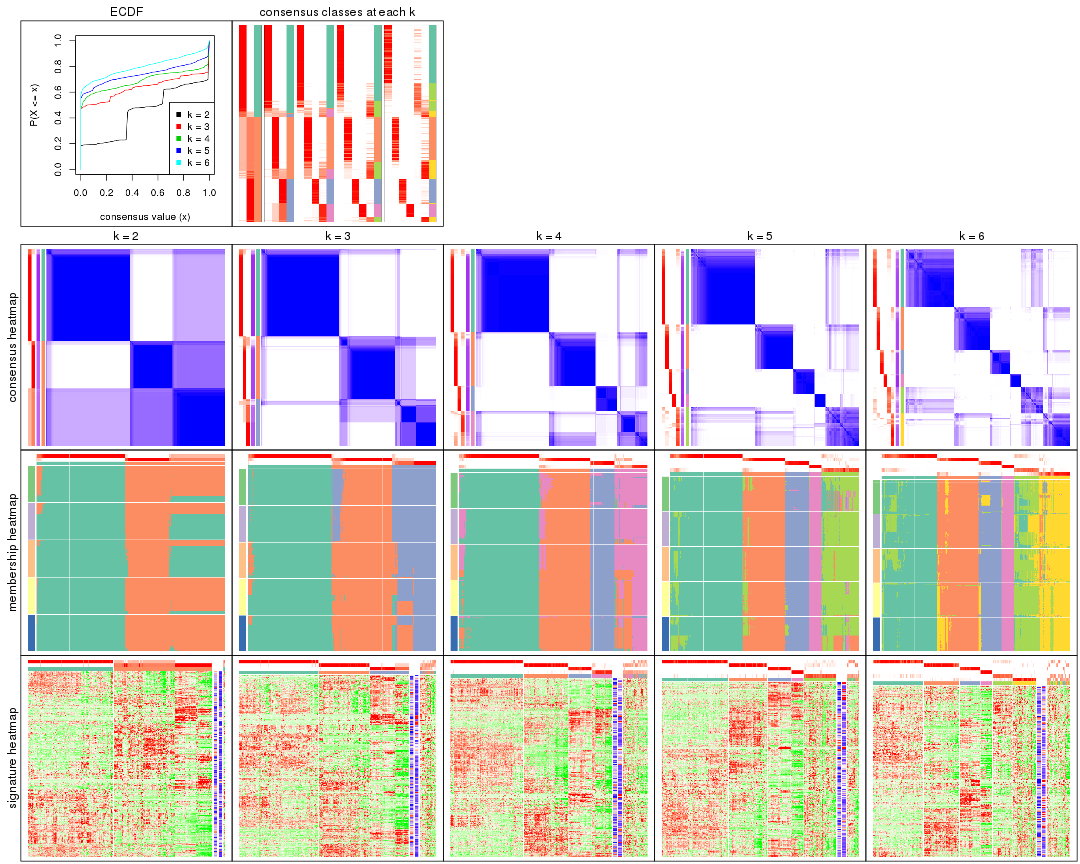 ECDF
consensus classes at each k
P(X <= x)
0.0 0.2 0.4 0.6 0.8 1.0
k = 2
k = 3
k = 4
k = 5
k = 6
0.0 0.2 0.4 0.6 0.8 1.0
consensus value (x)
k = 2
k = 3
k = 4
k = 5
k = 6
consensus heatmap
membership heatmap
signature heatmap